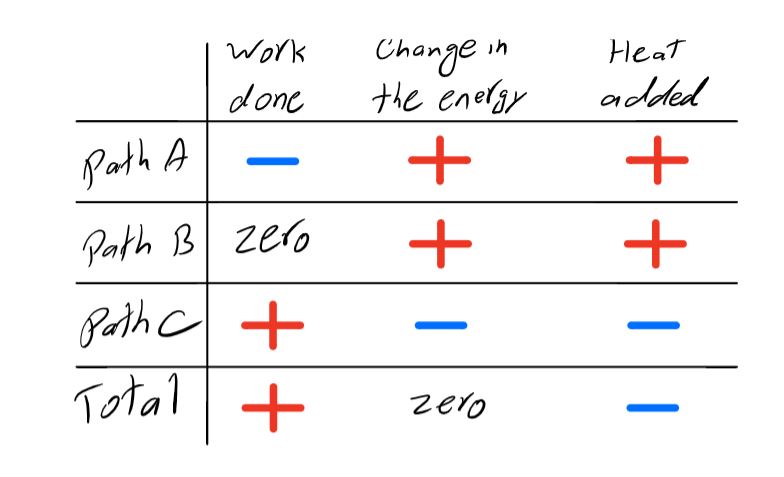 Work Change in Heat
done the energy added
Path A − + +
Path B zero + +
Path C + − −
Total + zero −